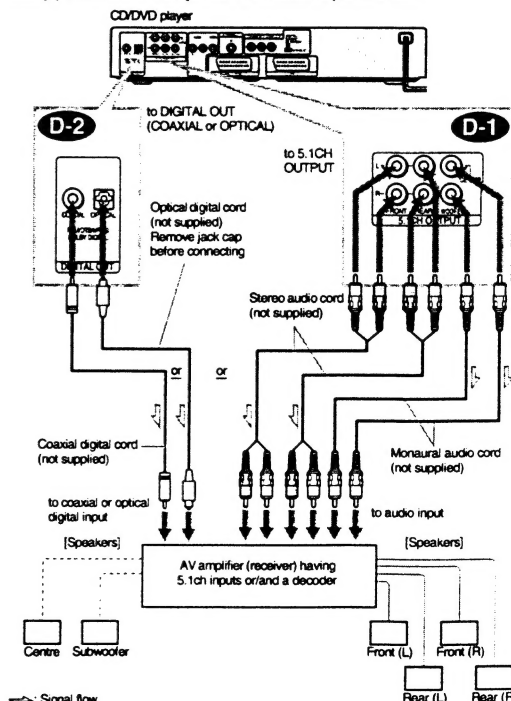 CD/DVD player
D-2
to DIGITAL OUT
(COAXIAL or OPTICAL)
D-1
to 5.1CH
OUTPUT
L
R
FRONT
REAR
5.1CH OUTPUT
COAXIAL OPTICAL
DIGITAL OUT
Optical digital cord
(not supplied)
Remove jack cap
before connecting
Stereo audio cord
(not supplied)
or
or
Coaxial digital cord
(not supplied)
Monaural audio cord
(not supplied)
to coaxial or optical
digital input
to audio input
[Speakers]
[Speakers]
AV amplifier (receiver) having
5.1ch inputs or/and a decoder
Centre
Subwoofer
Front (L)
Front (R)
Rear (L)
Rear (R)
: Signal flow